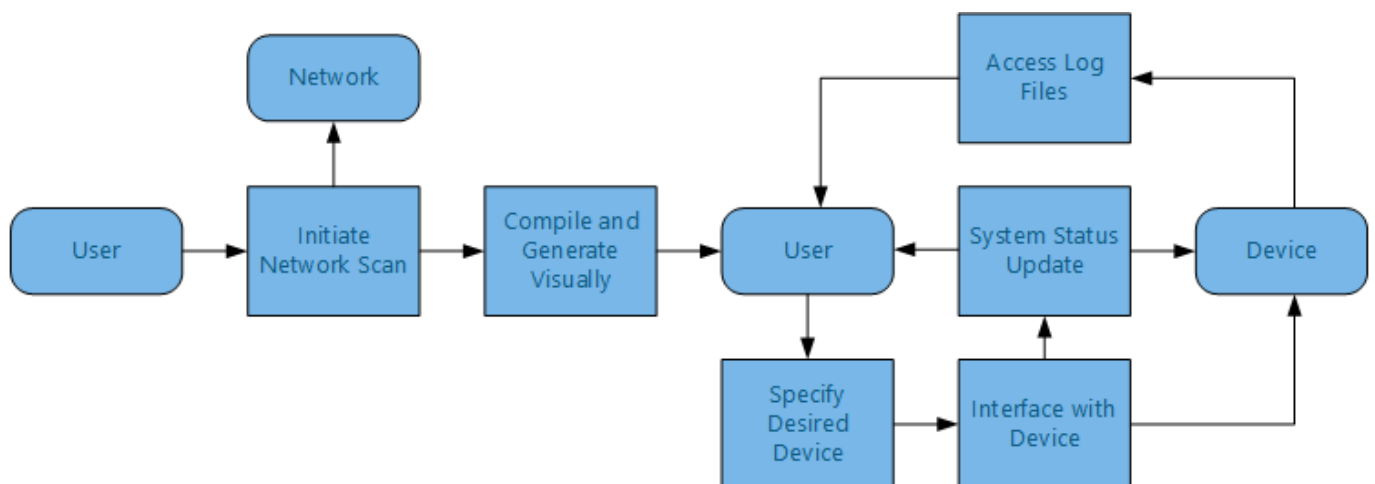 Network
Access Log
Files
User
Initiate
Network Scan
Compile and
Generate
Visually
User
System Status
Update
Device
Specify
Desired
Device
Interface with
Device